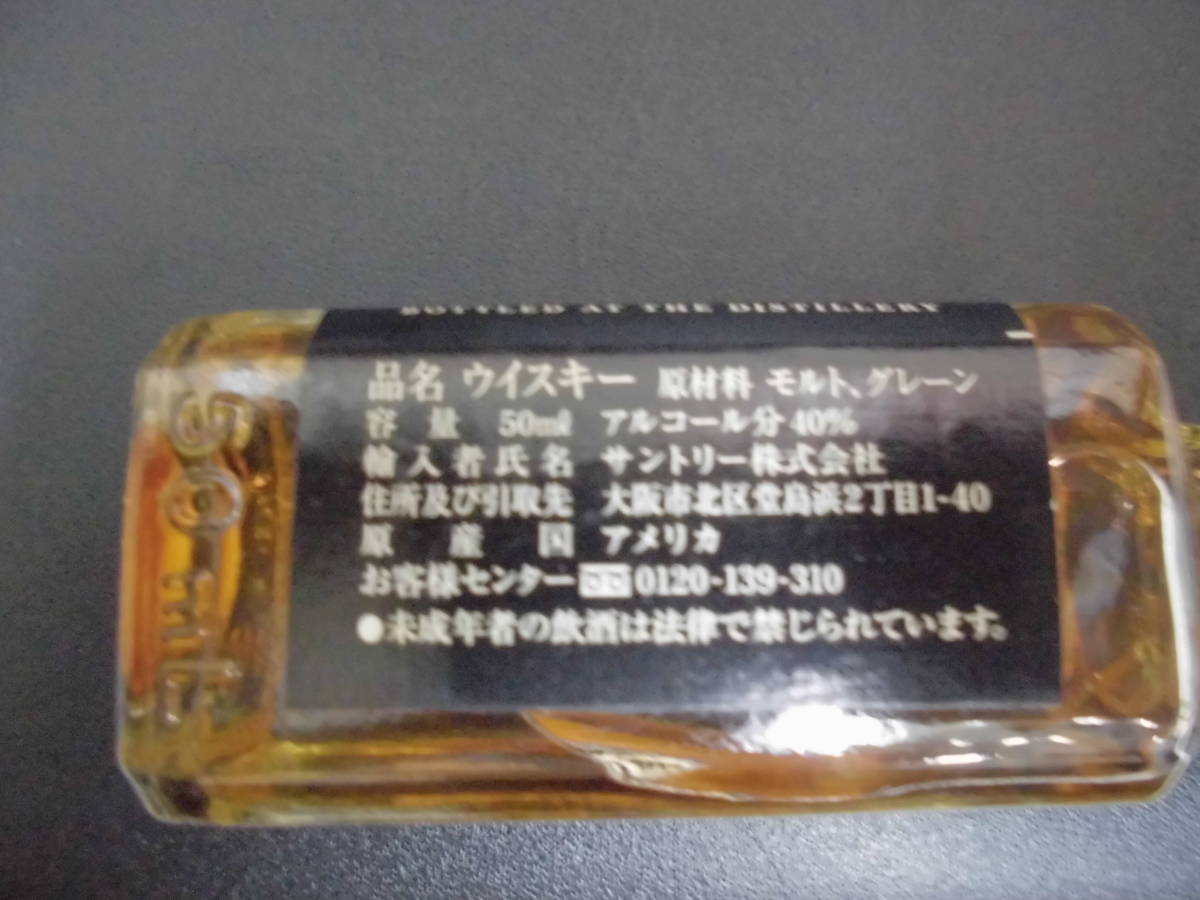 BOTTLED AT THE DISTILLERY
品名 ウイスキー 原材料 モルト、グレーン
容量 50㎖ アルコール分40%
輸入者氏名 サントリー株式会社
住所及び引取先 大阪市北区堂島浜2丁目1-40
原産国 アメリカ
お客様センター 0120-139-310
●未成年者の飲酒は法律で禁じられています。